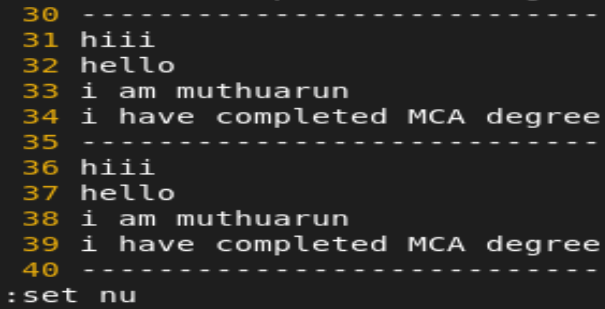 30 ---------------------------
31 hiii
32 hello
33 i am muthuarun
34 i have completed MCA degree
35 ---------------------------
36 hiii
37 hello
38 i am muthuarun
39 i have completed MCA degree
40 ---------------------------
:set nu